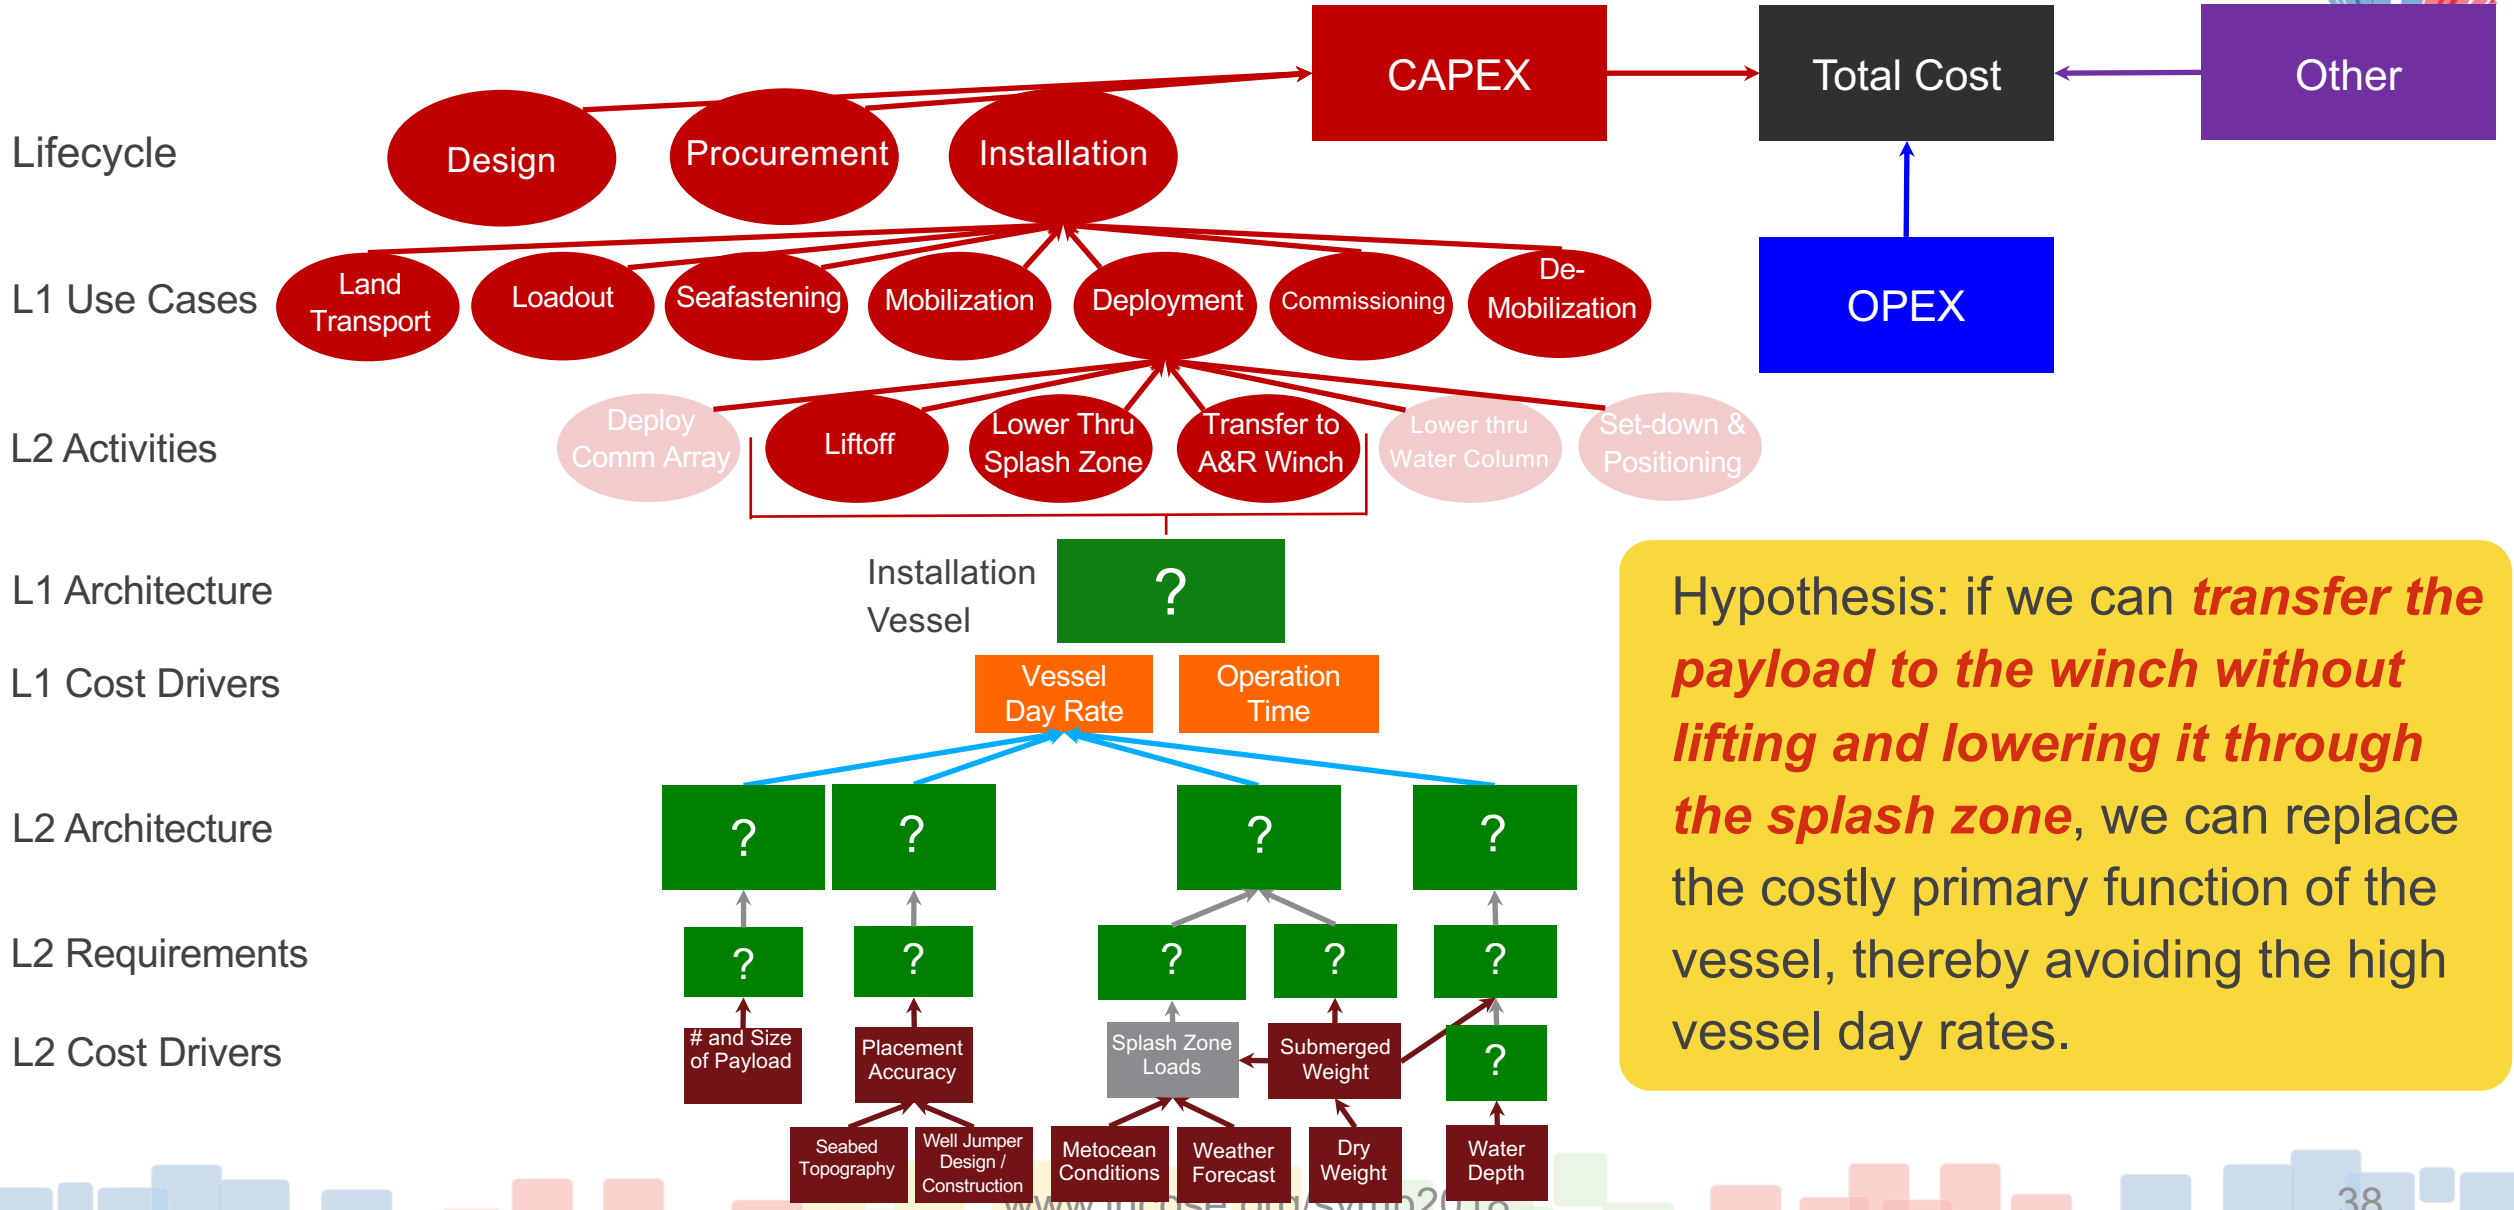 CAPEX
Total Cost
Other
Lifecycle
Design
Procurement
Installation
L1 Use Cases
Land
Transport
Loadout
Seafastening
Mobilization
Deployment
Commissioning
De-
Mobilization
OPEX
L2 Activities
Deploy
Comm Array
Liftoff
Lower Thru
Splash Zone
Transfer to
A&R Winch
Lower thru
Water Column
Set-down &
Positioning
L1 Architecture
Installation
Vessel
?
L1 Cost Drivers
Vessel
Day Rate
Operation
Time
L2 Architecture
?
?
?
?
L2 Requirements
?
?
?
?
?
L2 Cost Drivers
# and Size
of Payload
Placement
Accuracy
Splash Zone
Loads
Submerged
Weight
?
Seabed
Topography
Well Jumper
Design /
Construction
Metocean
Conditions
Weather
Forecast
Dry
Weight
Water
Depth
Hypothesis: if we can transfer the
payload to the winch without
lifting and lowering it through
the splash zone, we can replace
the costly primary function of the
vessel, thereby avoiding the high
vessel day rates.
www.incose.org/symp2018
38